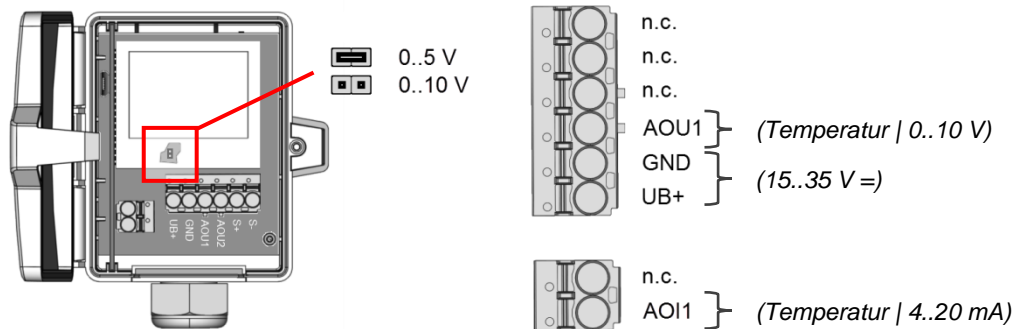 0..5 V
0..10 V
UB+
GND
AOU1
AOU2
S+
S-
n.c.
n.c.
n.c.
AOU1 (Temperatur | 0..10 V)
GND
(15..35 V =)
UB+
n.c.
AOI1 (Temperatur | 4..20 mA)